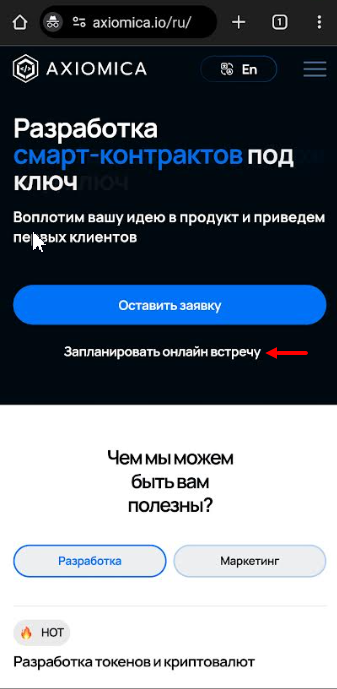 axiomica.io/ru/
1
AXIOMICA
En
Разработка
смарт-контрактов под
ключ
Воплотим вашу идею в продукт и приведем
первых клиентов
Оставить заявку
Запланировать онлайн встречу
Чем мы можем
быть вам
полезны?
Разработка
Маркетинг
HOT
Разработка токенов и криптовалют